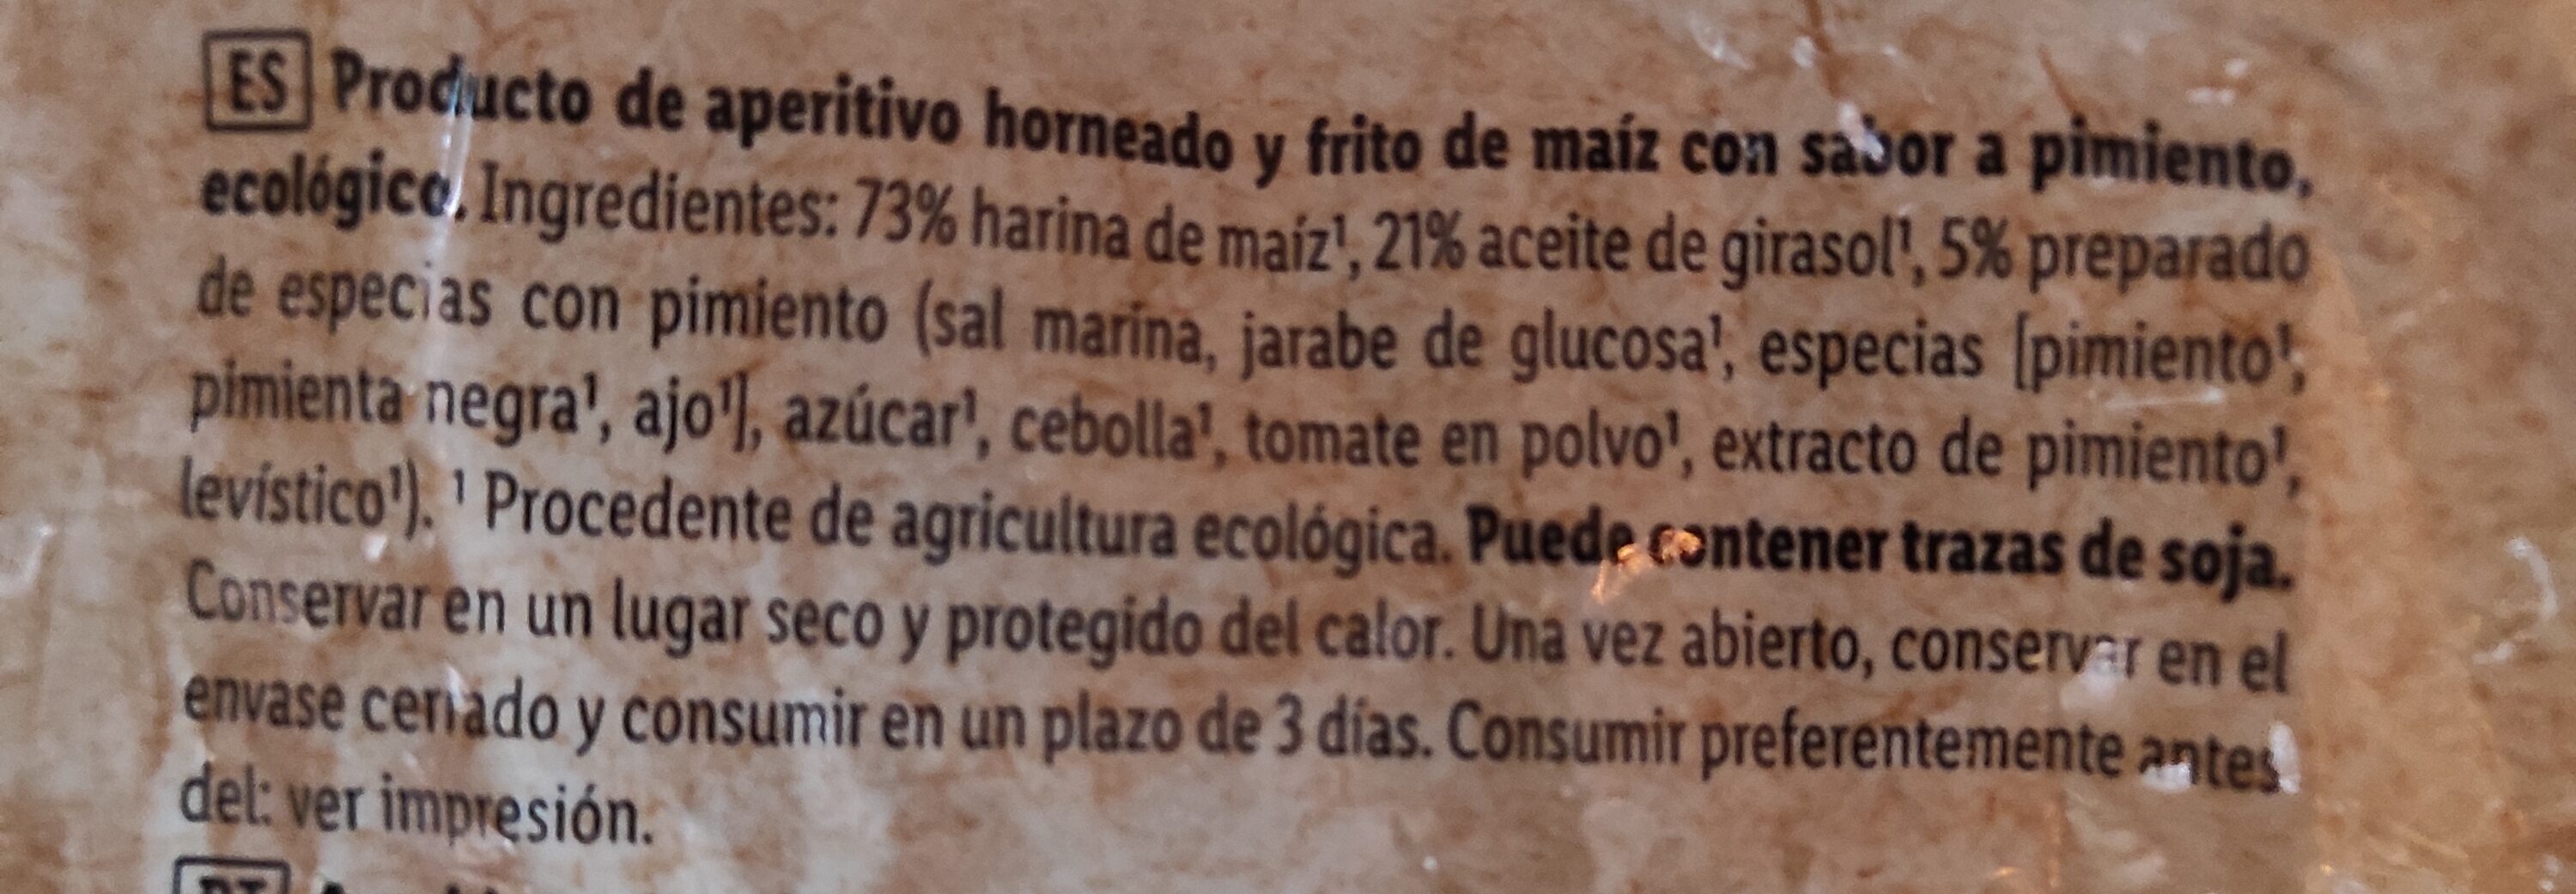 ES Producto de aperitivo horneado y frito de maíz con sabor a pimiento,
ecológico. Ingredientes: 73% harina de maíz¹, 21% aceite de girasol¹, 5% preparado
de especias con pimiento (sal marina, jarabe de glucosa¹, especias [pimiento¹,
pimienta negra¹, ajo¹], azúcar¹, cebolla¹, tomate en polvo¹, extracto de pimiento¹,
levístico¹). ¹ Procedente de agricultura ecológica. Puede contener trazas de soja.
Conservar en un lugar seco y protegido del calor. Una vez abierto, conservar en el
envase cerrado y consumir en un plazo de 3 días. Consumir preferentemente antes
del: ver impresión.